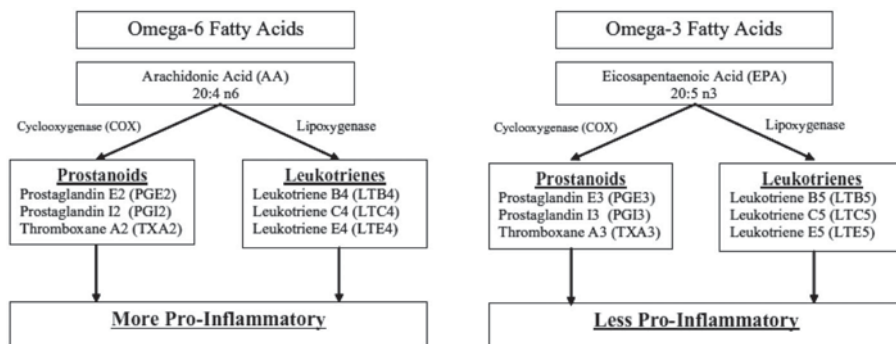 Omega-6 Fatty Acids
Arachidonic Acid (AA)
20:4 n6
Cyclooxygenase (COX)
Lipoxygenase
Prostanoids
Prostaglandin E2 (PGE2)
Prostaglandin I2 (PGI2)
Thromboxane A2 (TXA2)
Leukotrienes
Leukotriene B4 (LTB4)
Leukotriene C4 (LTC4)
Leukotriene E4 (LTE4)
More Pro-Inflammatory
Omega-3 Fatty Acids
Eicosapentaenoic Acid (EPA)
20:5 n3
Cyclooxygenase (COX)
Lipoxygenase
Prostanoids
Prostaglandin E3 (PGE3)
Prostaglandin I3 (PGI3)
Thromboxane A3 (TXA3)
Leukotrienes
Leukotriene B5 (LTB5)
Leukotriene C5 (LTC5)
Leukotriene E5 (LTE5)
Less Pro-Inflammatory